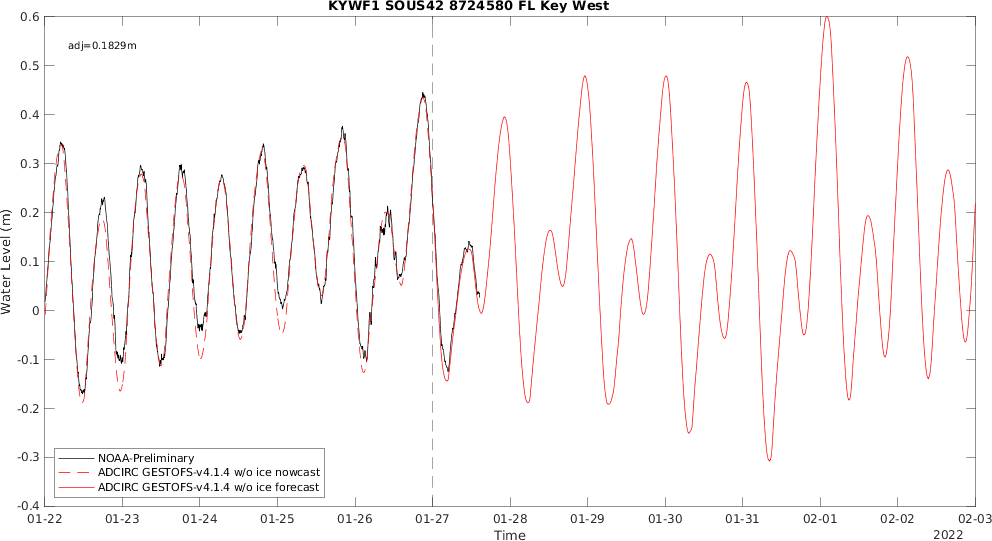 KYWF1 SOUS42 8724580 FL Key West
adj=0.1829m
0.6
0.5
0.4
0.3
0.2
0.1
0
-0.1
-0.2
-0.3
-0.4
Water Level (m)
NOAA-Preliminary
ADCIRC GESTOFS-v4.1.4 w/o ice nowcast
ADCIRC GESTOFS-v4.1.4 w/o ice forecast
01-22 01-23 01-24 01-25 01-26 01-27 01-28 01-29 01-30 01-31 02-01 02-02 02-03
Time
2022